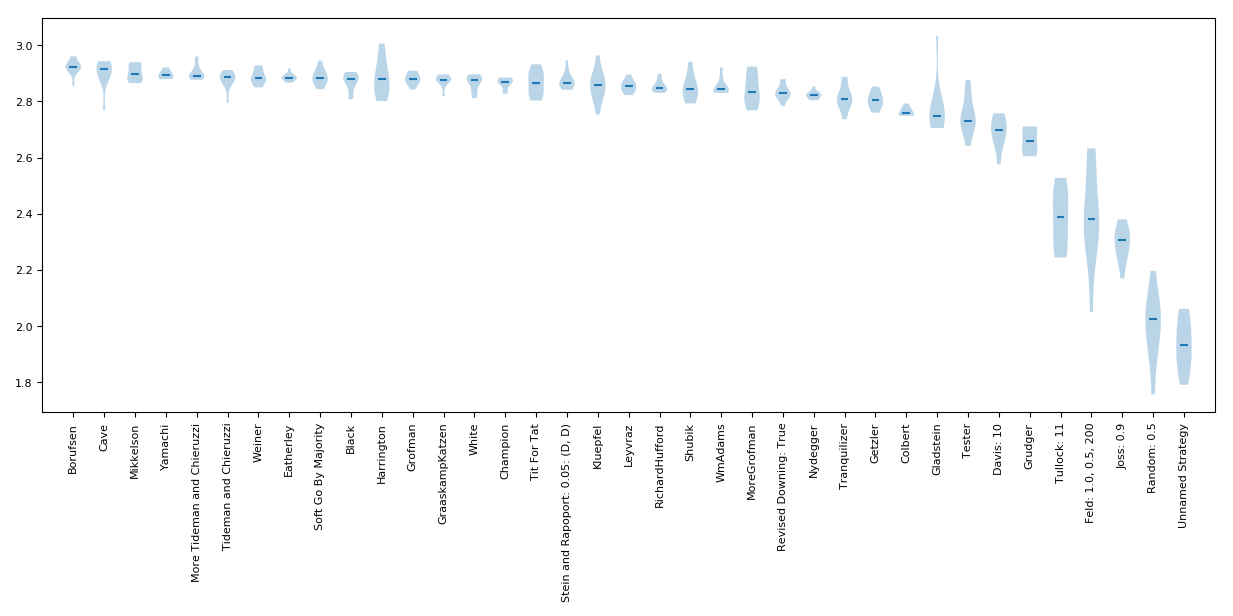 3.0
2.8
2.6
2.4
2.2
2.0
1.8
Borufsen
Cave
Mikkelson
Yamachi
More Tideman and Chieruzzi
Tideman and Chieruzzi
Weiner
Eatherley
Soft Go By Majority
Black
Harrington
Grofman
GraaskampKatzen
White
Champion
Tit For Tat
Stein and Rapoport: 0.05: (D, D)
Kluepfel
Leyvraz
RichardHufford
Shubik
WmAdams
MoreGrofman
Revised Downing: True
Nydegger
Tranquilizer
Getzler
Colbert
Gladstein
Tester
Davis: 10
Grudger
Tullock: 11
Feld: 1.0, 0.5, 200
Joss: 0.9
Random: 0.5
Unnamed Strategy